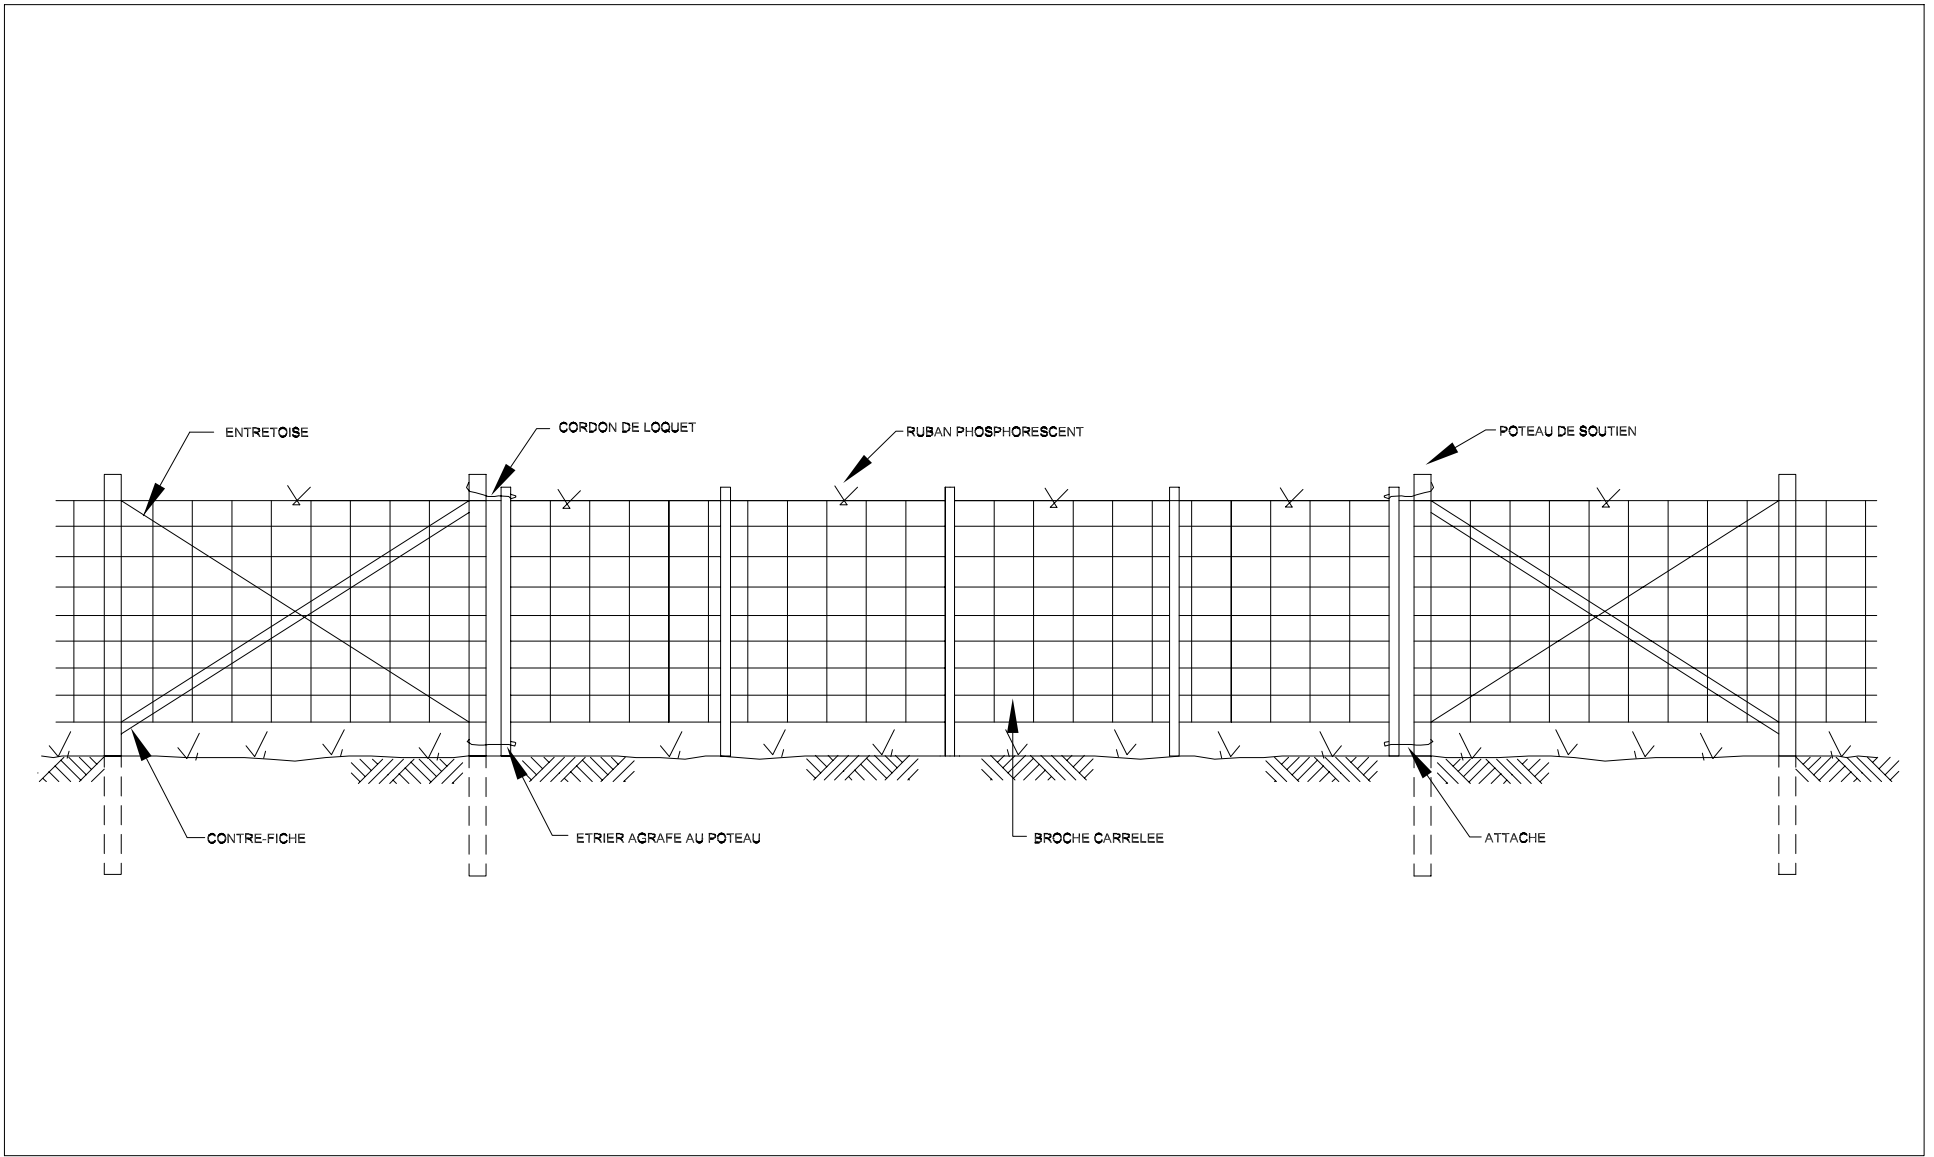 ENTRETOISE
CORDON DE LOQUET
RUBAN PHOSPHORESCENT
POTEAU DE SOUTIEN
CONTRE-FICHE
ETRIER AGRAFE AU POTEAU
BROCHE CARRELEE
ATTACHE